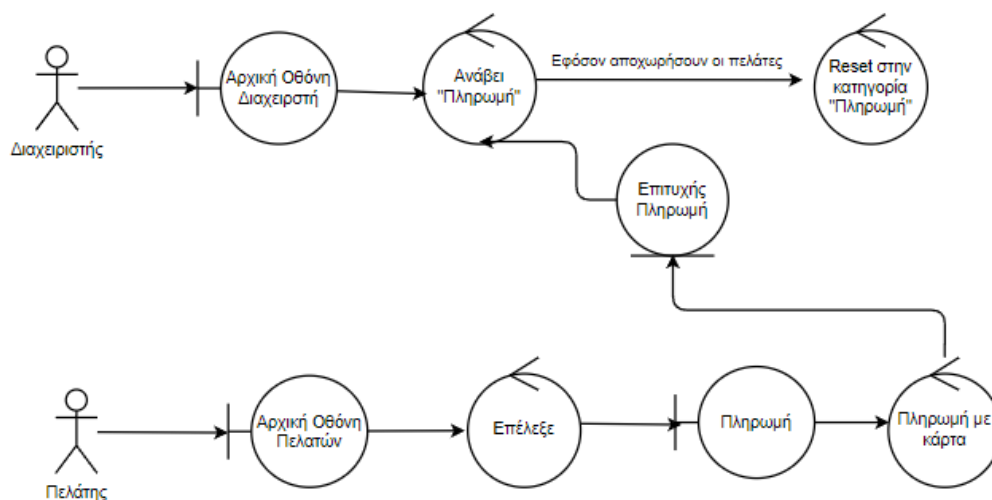 Αρχική Οθόνη
Διαχειρστή
Ανάβει
"Πληρωμή"
Εφόσον αποχωρήσουν οι πελάτες
Reset στην
κατηγορία
"Πληρωμή"
Διαχειριστής
Επιτυχής
Πληρωμή
Αρχική Οθόνη
Πελατών
Επέλεξε
Πληρωμή
Πληρωμή με
κάρτα
Πελάτης